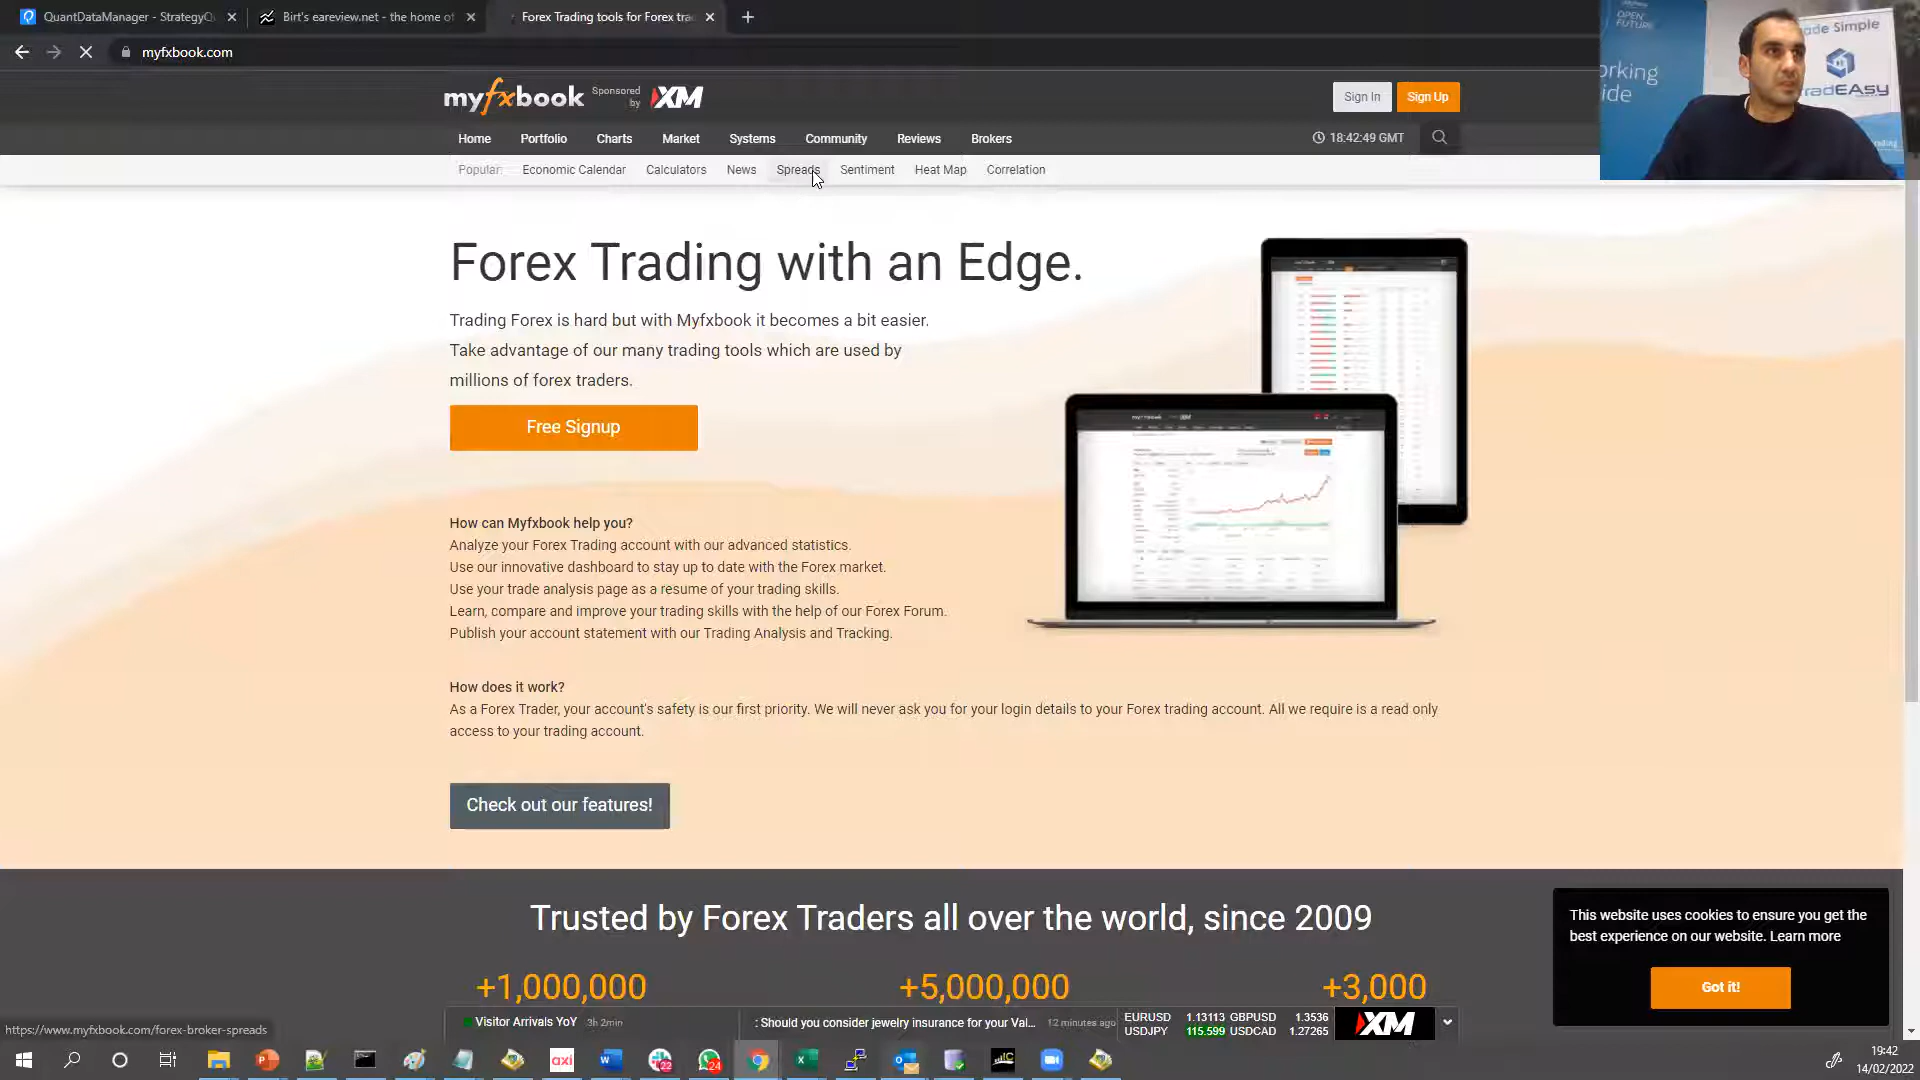 QuantDataManager - StrategyQ
Birt's eareview.net - the home of
Forex Trading tools for Forex tra
myfxbook.com
myfxbook Sponsored by XM
Sign In
Sign Up
Home Portfolio Charts Market Systems Community Reviews Brokers
18:42:49 GMT
Popular: Economic Calendar Calculators News Spreads Sentiment Heat Map Correlation
OPEN
ade Simple
orking
ide
tradEAsy
trading
Forex Trading with an Edge.
Trading Forex is hard but with Myfxbook it becomes a bit easier.
Take advantage of our many trading tools which are used by
millions of forex traders.
Free Signup
How can Myfxbook help you?
Analyze your Forex Trading account with our advanced statistics.
Use our innovative dashboard to stay up to date with the Forex market.
Use your trade analysis page as a resume of your trading skills.
Learn, compare and improve your trading skills with the help of our Forex Forum.
Publish your account statement with our Trading Analysis and Tracking.
How does it work?
As a Forex Trader, your account's safety is our first priority. We will never ask you for your login details to your Forex trading account. All we require is a read only
access to your trading account.
Check out our features!
Trusted by Forex Traders all over the world, since 2009
+1,000,000
+5,000,000
+3,000
This website uses cookies to ensure you get the
best experience on our website. Learn more
Got it!
Visitor Arrivals YoY 3h 2min
: Should you consider jewelry insurance for your Val... 12 minutes ago
EURUSD 1.13113 GBPUSD 1.3536
USDJPY 115.599 USDCAD 1.27265
XM
https://www.myfxbook.com/forex-broker-spreads
axi
22
24
19:42
14/02/2022